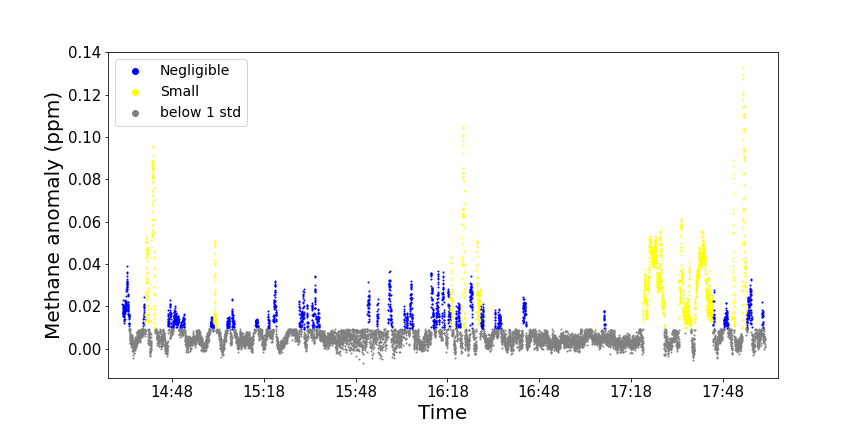 0.14
0.12
0.10
0.08
0.06
0.04
0.02
0.00
Methane anomaly (ppm)
Negligible
Small
below 1 std
14:48 15:18 15:48 16:18 16:48 17:18 17:48
Time